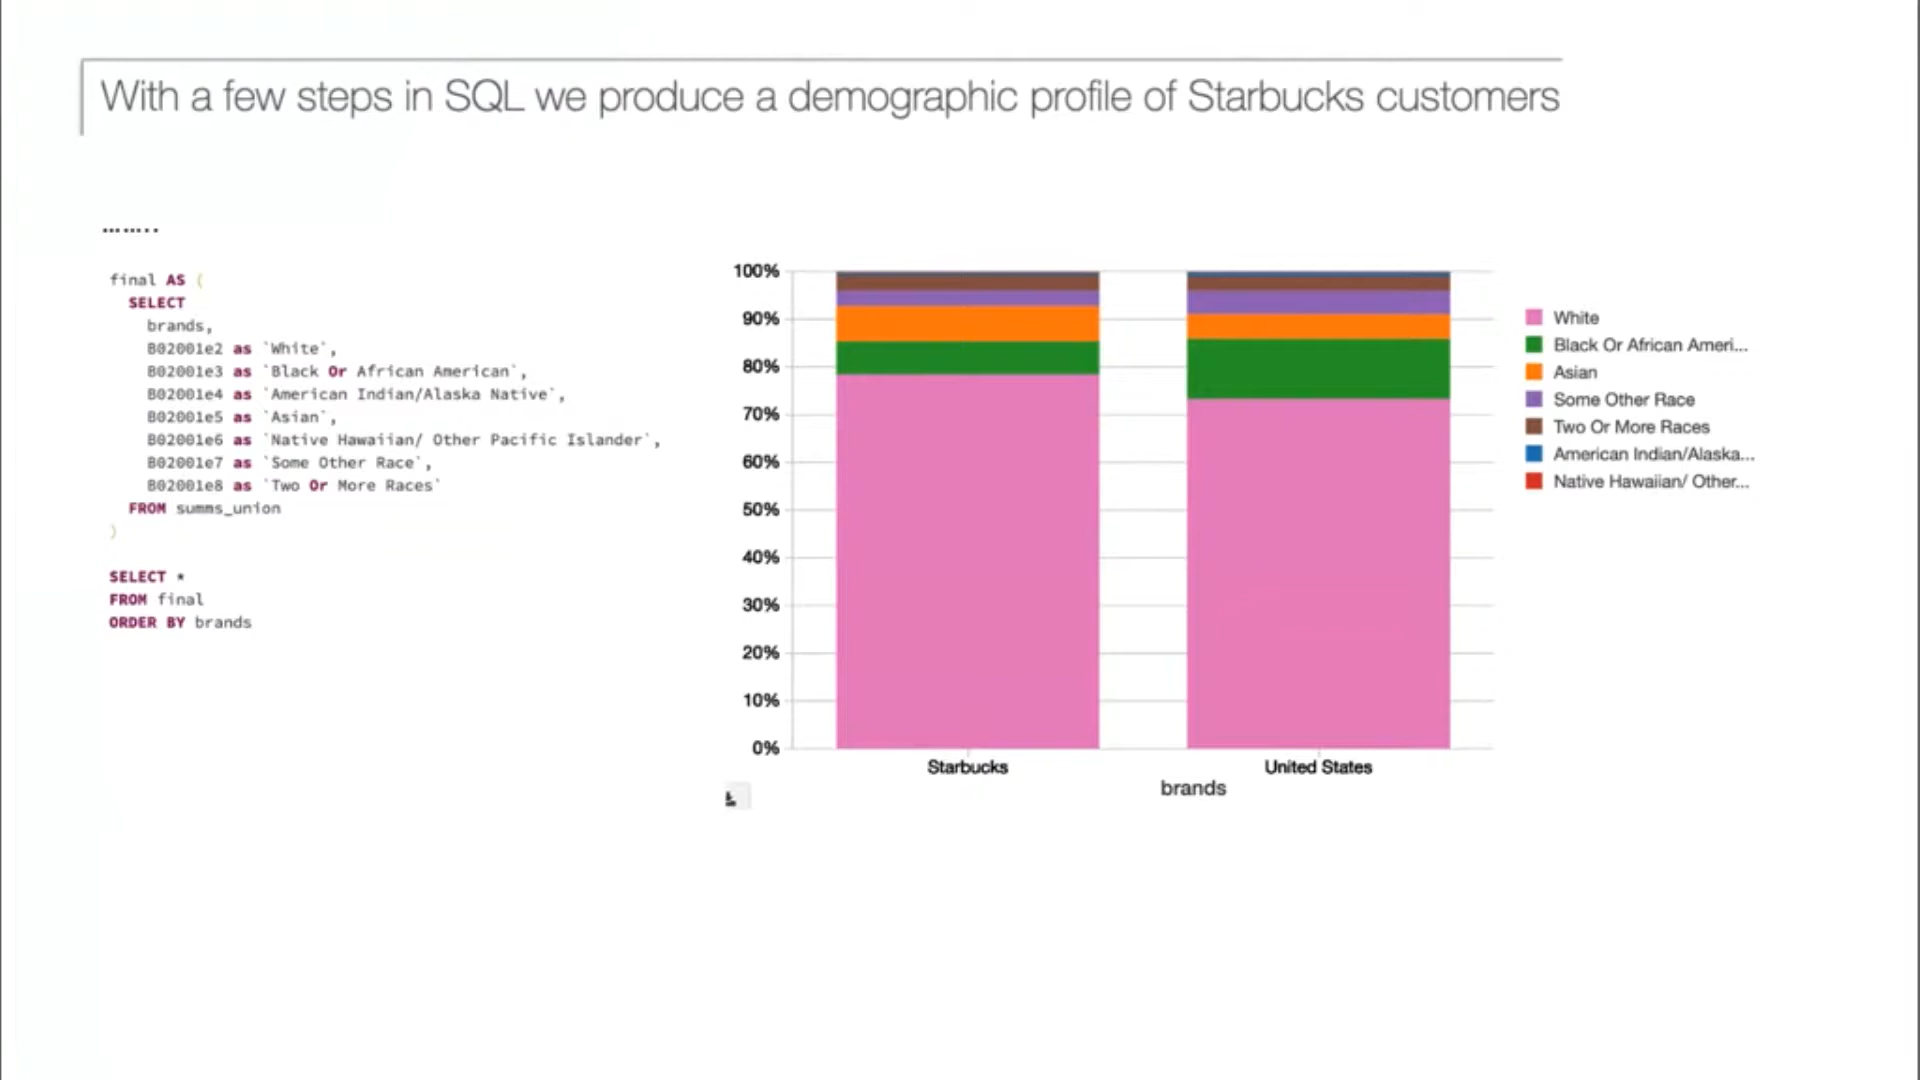 With a few steps in SQL we produce a demographic profile of Starbucks customers
........
final AS (
SELECT
brands,
B02001e2 as `White`,
B02001e3 as `Black Or African American`,
B02001e4 as `American Indian/Alaska Native`,
B02001e5 as `Asian`,
B02001e6 as `Native Hawaiian/ Other Pacific Islander`,
B02001e7 as `Some Other Race`,
B02001e8 as `Two Or More Races`
FROM summs_union
)
SELECT *
FROM final
ORDER BY brands
100%
90%
80%
70%
60%
50%
40%
30%
20%
10%
0%
Starbucks
United States
brands
White
Black Or African Ameri...
Asian
Some Other Race
Two Or More Races
American Indian/Alaska...
Native Hawaiian/ Other...